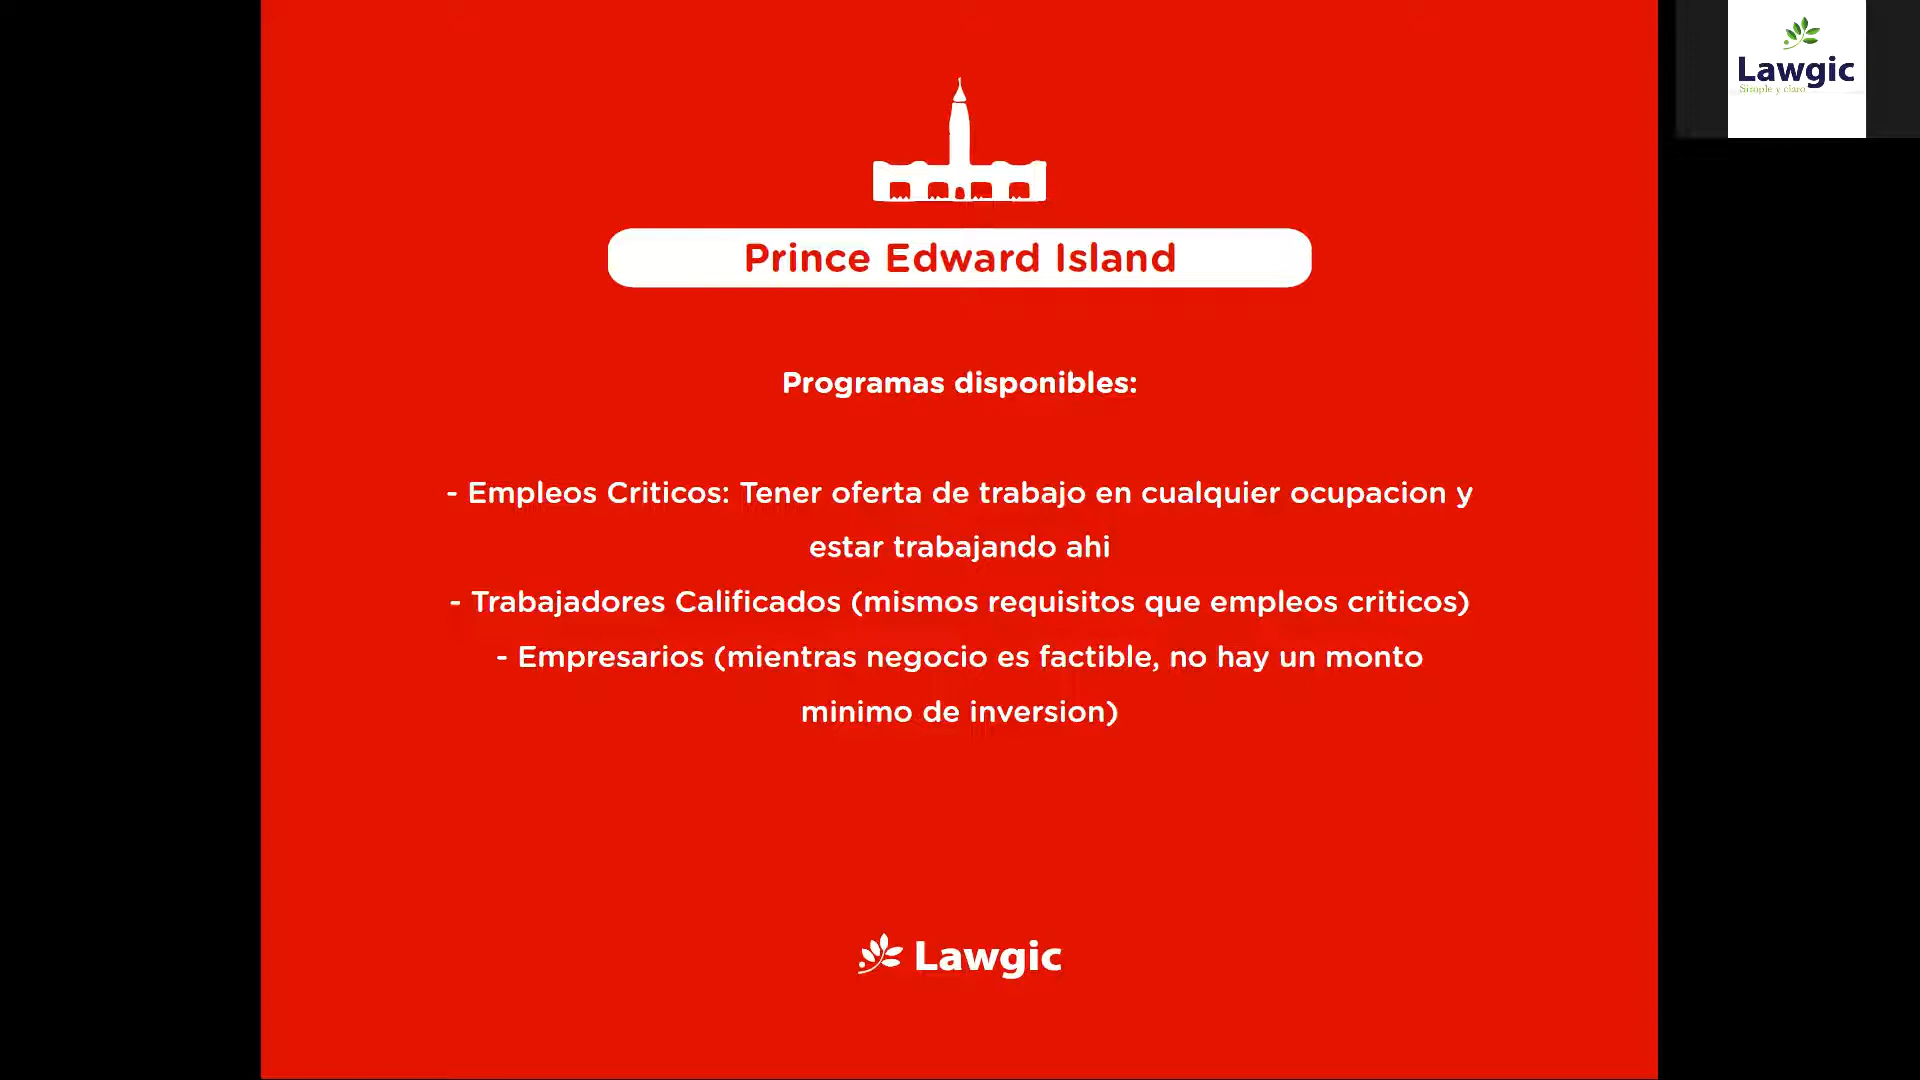 Lawgic
Simple y claro
Prince Edward Island
Programas disponibles:
- Empleos Criticos: Tener oferta de trabajo en cualquier ocupacion y
estar trabajando ahi
- Trabajadores Calificados (mismos requisitos que empleos criticos)
- Empresarios (mientras negocio es factible, no hay un monto
minimo de inversion)
Lawgic